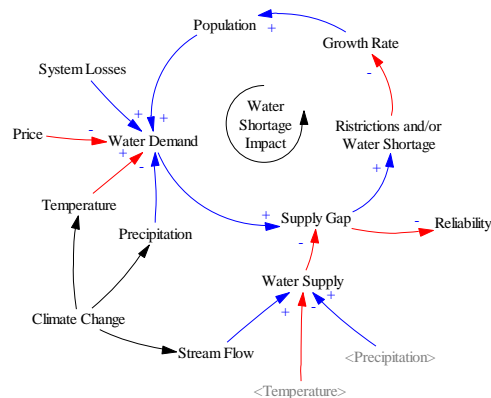 Population
+
Growth Rate
-
System Losses
Water
Shortage
Impact
+
+
Price
-
Water Demand
+
-
Ristrictions and/or
Water Shortage
+
Temperature
Precipitation
+
Supply Gap
-
Reliability
-
Water Supply
+
-
+
Climate Change
Stream Flow
<Precipitation>
<Temperature>